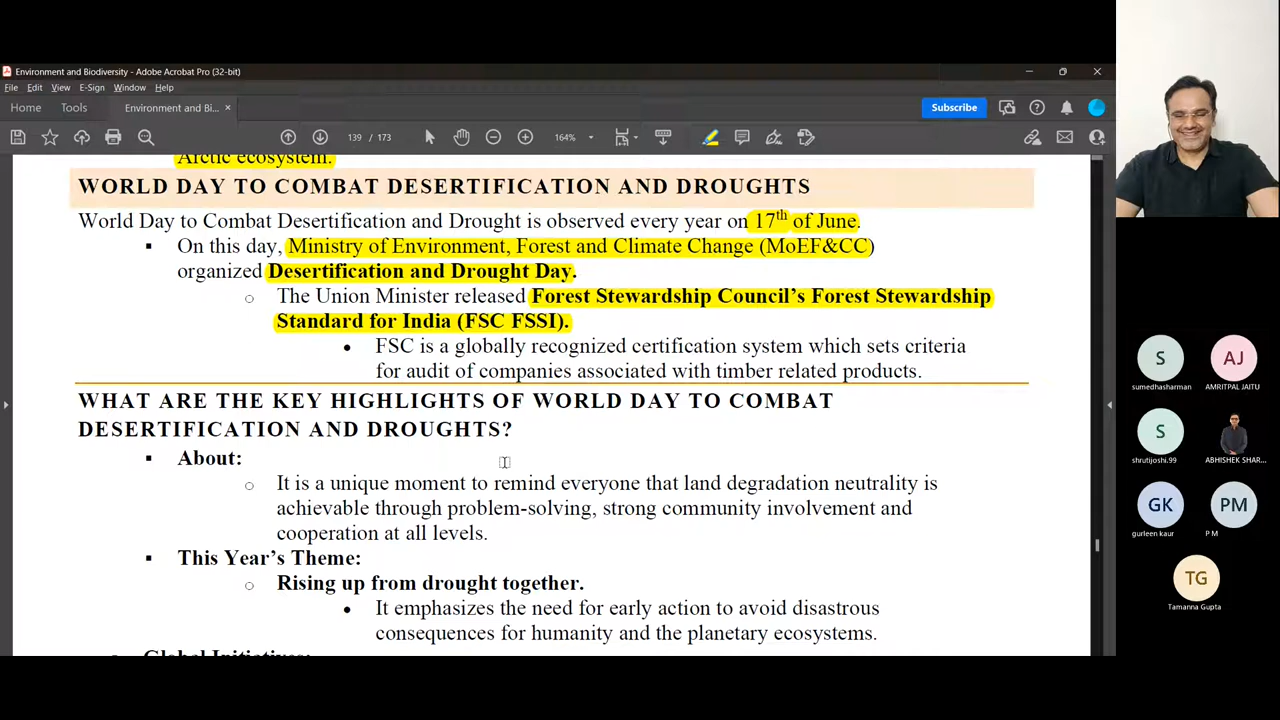 Environment and Biodiversity - Adobe Acrobat Pro (32-bit)
File Edit View E-Sign Window Help
Home Tools Environment and Bi... × Subscribe
139 / 173 164%
Arctic ecosystem.
WORLD DAY TO COMBAT DESERTIFICATION AND DROUGHTS
World Day to Combat Desertification and Drought is observed every year on 17th of June.
▪ On this day, Ministry of Environment, Forest and Climate Change (MoEF&CC)
organized Desertification and Drought Day.
○ The Union Minister released Forest Stewardship Council's Forest Stewardship
Standard for India (FSC FSSI).
• FSC is a globally recognized certification system which sets criteria
for audit of companies associated with timber related products.
WHAT ARE THE KEY HIGHLIGHTS OF WORLD DAY TO COMBAT
DESERTIFICATION AND DROUGHTS?
▪ About:
○ It is a unique moment to remind everyone that land degradation neutrality is
achievable through problem-solving, strong community involvement and
cooperation at all levels.
▪ This Year's Theme:
○ Rising up from drought together.
• It emphasizes the need for early action to avoid disastrous
consequences for humanity and the planetary ecosystems.
Global Initiatives:
S AJ
sumedhasharman AMRITPAL JAITU
S
shrutijoshi.99 ABHISHEK SHAR...
GK PM
gurleen kaur P M
TG
Tamanna Gupta